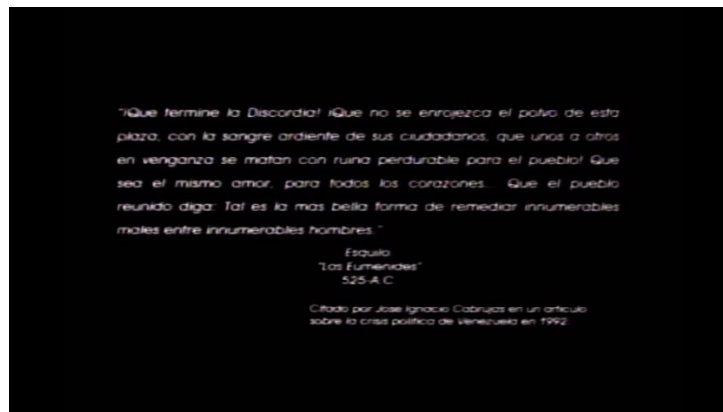 "¡Que termine la Discordia! ¡Que no se enrojezca el polvo de esta
plaza, con la sangre ardiente de sus ciudadanos, que unos a otros
en venganza se matan con ruina perdurable para el pueblo! Que
sea el mismo amor, para todos los corazones... Que el pueblo
reunido diga: Tal es la mas bella forma de remediar innumerables
males entre innumerables hombres."
Esquilo
"Las Eumenides"
525-A.C.
Citado por Jose Ignacio Cabrujas en un articulo
sobre la crisis politica de Venezuela en 1992.